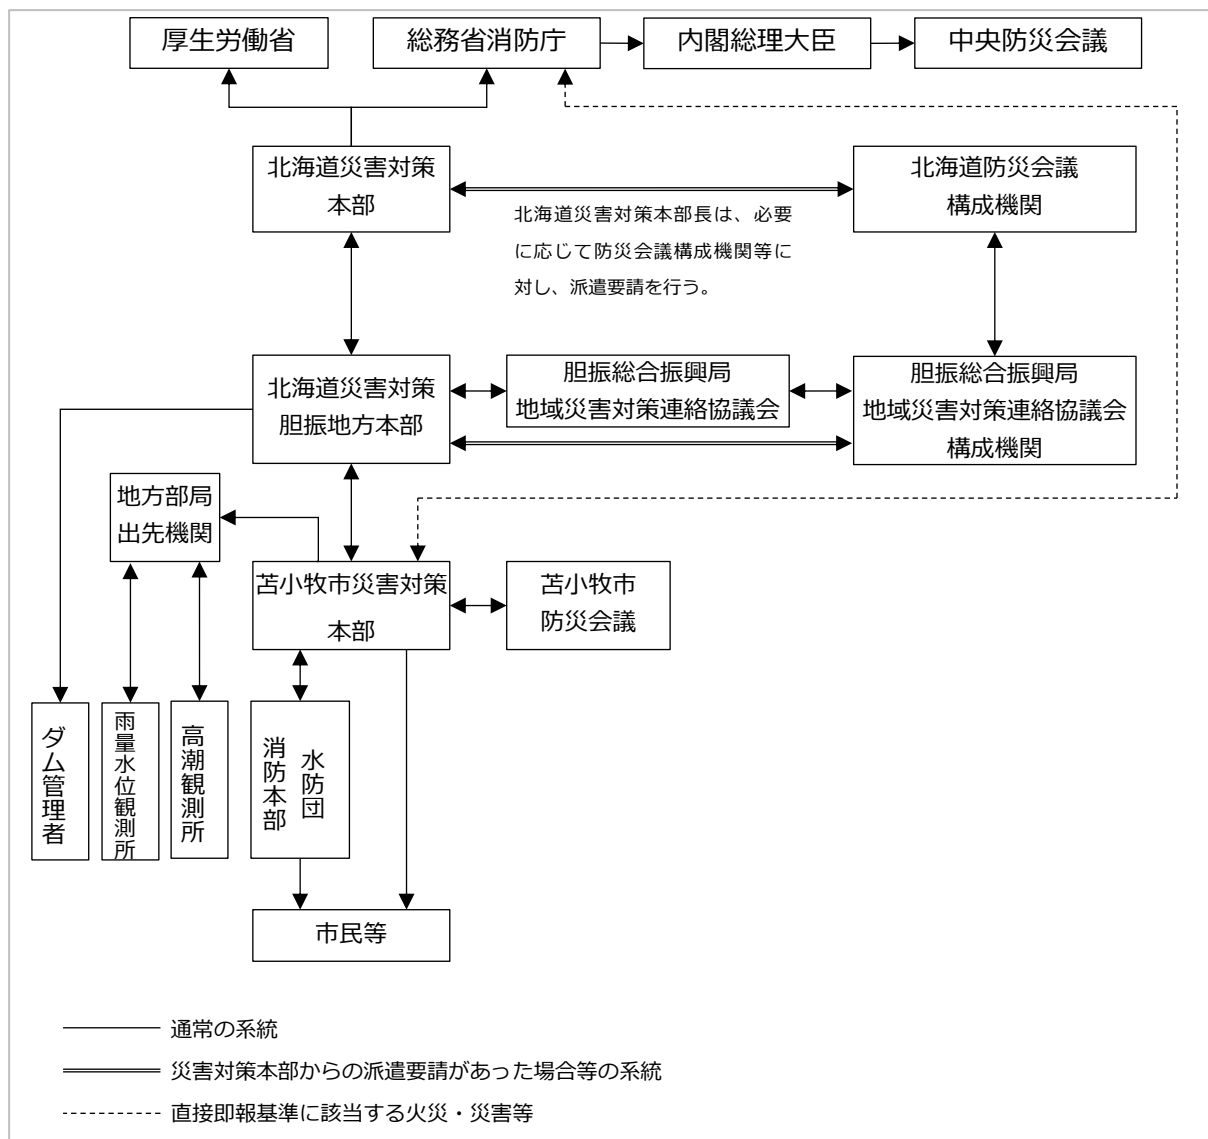 厚生労働省
総務省消防庁
内閣総理大臣
中央防災会議
北海道災害対策
本部
北海道防災会議
構成機関
北海道災害対策本部長は、必要
に応じて防災会議構成機関等に
対し、派遣要請を行う。
北海道災害対策
胆振地方本部
胆振総合振興局
地域災害対策連絡協議会
胆振総合振興局
地域災害対策連絡協議会
構成機関
地方部局
出先機関
苫小牧市災害対策
本部
苫小牧市
防災会議
ダム管理者
雨量水位観測所
高潮観測所
水防団
消防本部
市民等
通常の系統
災害対策本部からの派遣要請があった場合等の系統
直接即報基準に該当する火災・災害等